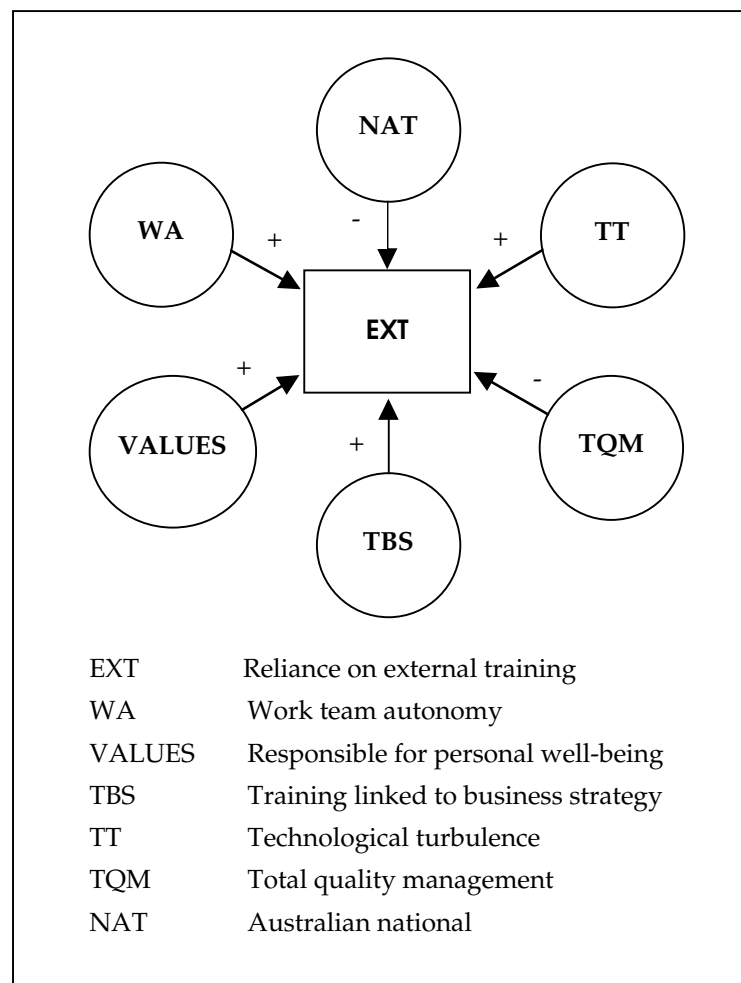 NAT
-
WA
+
+
TT
EXT
+
-
VALUES
+
TQM
TBS
EXT Reliance on external training
WA Work team autonomy
VALUES Responsible for personal well-being
TBS Training linked to business strategy
TT Technological turbulence
TQM Total quality management
NAT Australian national